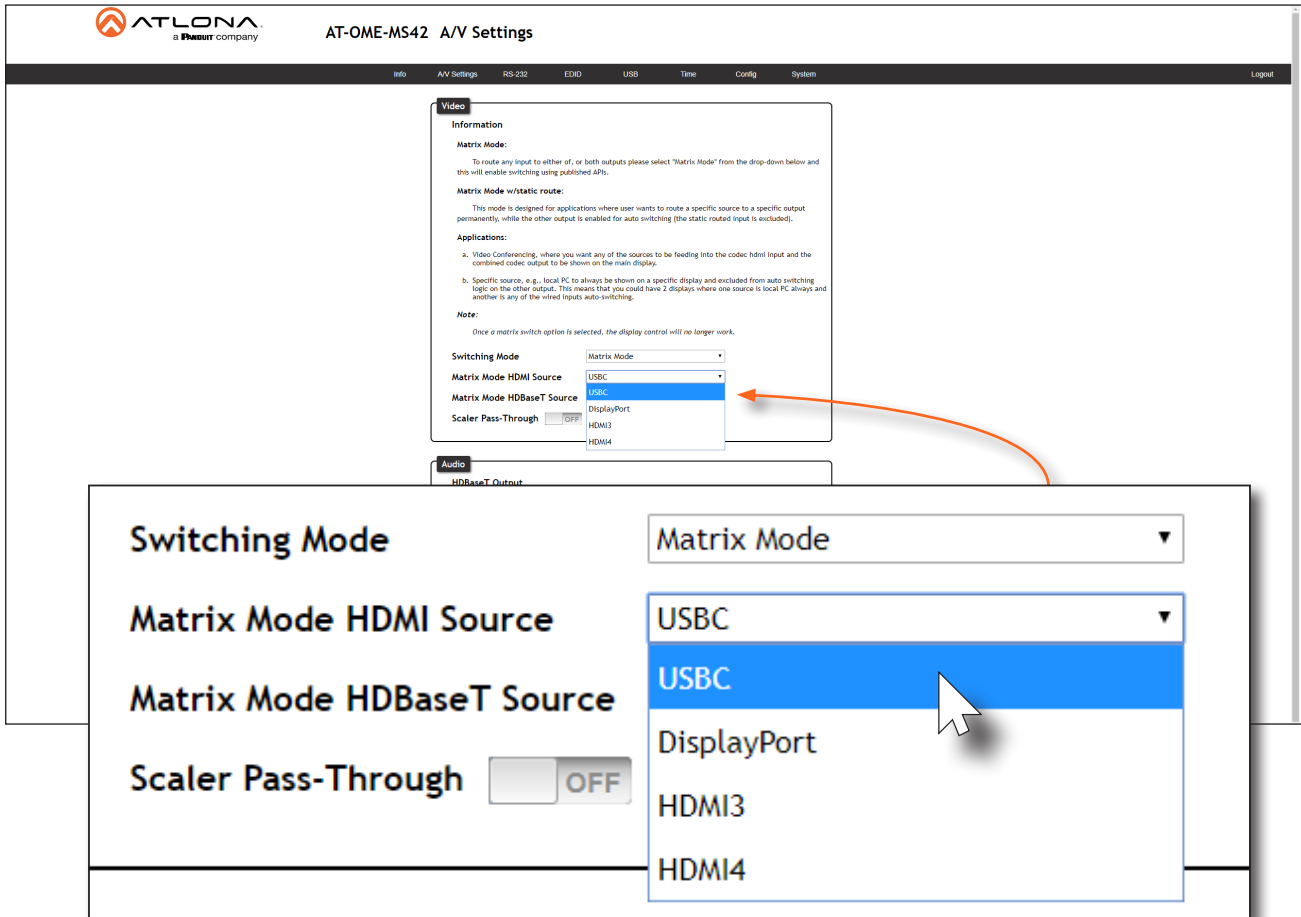 ATLONA.
a PANDUIT company
AT-OME-MS42 A/V Settings
Info A/V Settings RS-232 EDID USB Time Config System Logout
Video
Information
Matrix Mode:
To route any input to either of, or both outputs please select "Matrix Mode" from the drop-down below and
this will enable switching using published APIs.
Matrix Mode w/static route:
This mode is designed for applications where user wants to route a specific source to a specific output
permanently, while the other output is enabled for auto switching (the static routed input is excluded).
Applications:
a. Video Conferencing, where you want any of the sources to be feeding into the codec hdmi input and the
combined codec output to be shown on the main display.
b. Specific source, e.g., local PC to always be shown on a specific display and excluded from auto switching
logic on the other output. This means that you could have 2 displays where one source is local PC always and
another is any of the wired inputs auto-switching.
Note:
Once a matrix switch option is selected, the display control will no longer work.
Switching Mode Matrix Mode
Matrix Mode HDMI Source USBC
USBC
Matrix Mode HDBaseT Source
DisplayPort
Scaler Pass-Through OFF
HDMI3
HDMI4
Audio
HDBaseT Output
Switching Mode Matrix Mode
Matrix Mode HDMI Source USBC
USBC
Matrix Mode HDBaseT Source
DisplayPort
Scaler Pass-Through OFF
HDMI3
HDMI4